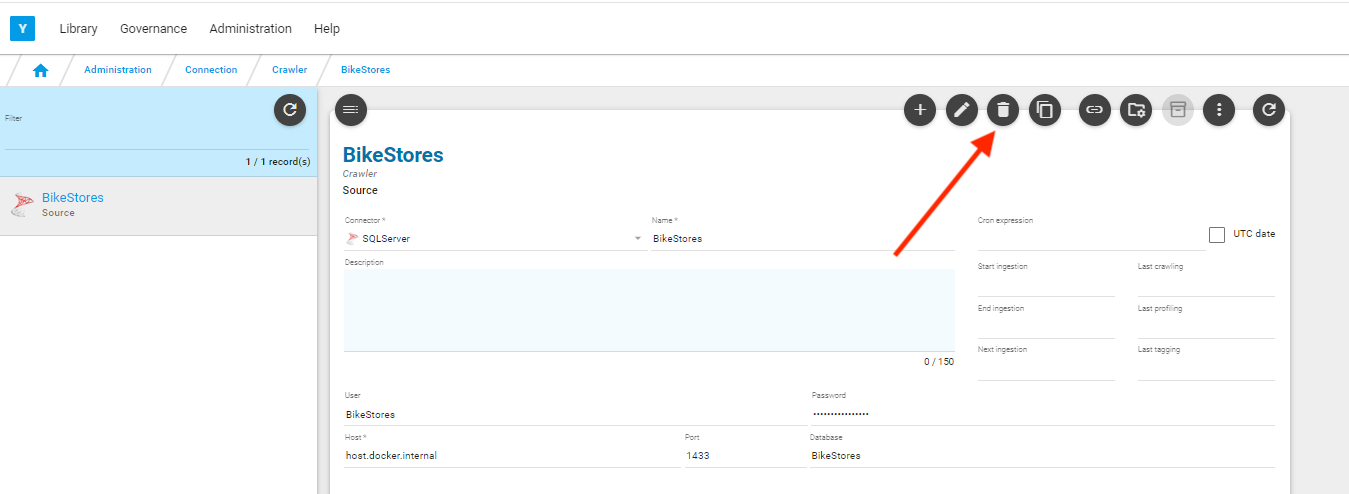 Y Library Governance Administration Help
Administration Connection Crawler BikeStores
Filter
1 / 1 record(s)
BikeStores
Source
BikeStores
Crawler
Source
Connector * Name * Cron expression
SQLServer BikeStores UTC date
Description Start ingestion Last crawling
End ingestion Last profiling
Next ingestion Last tagging
0 / 150
User Password
BikeStores ••••••••••••••••
Host * Port Database
host.docker.internal 1433 BikeStores